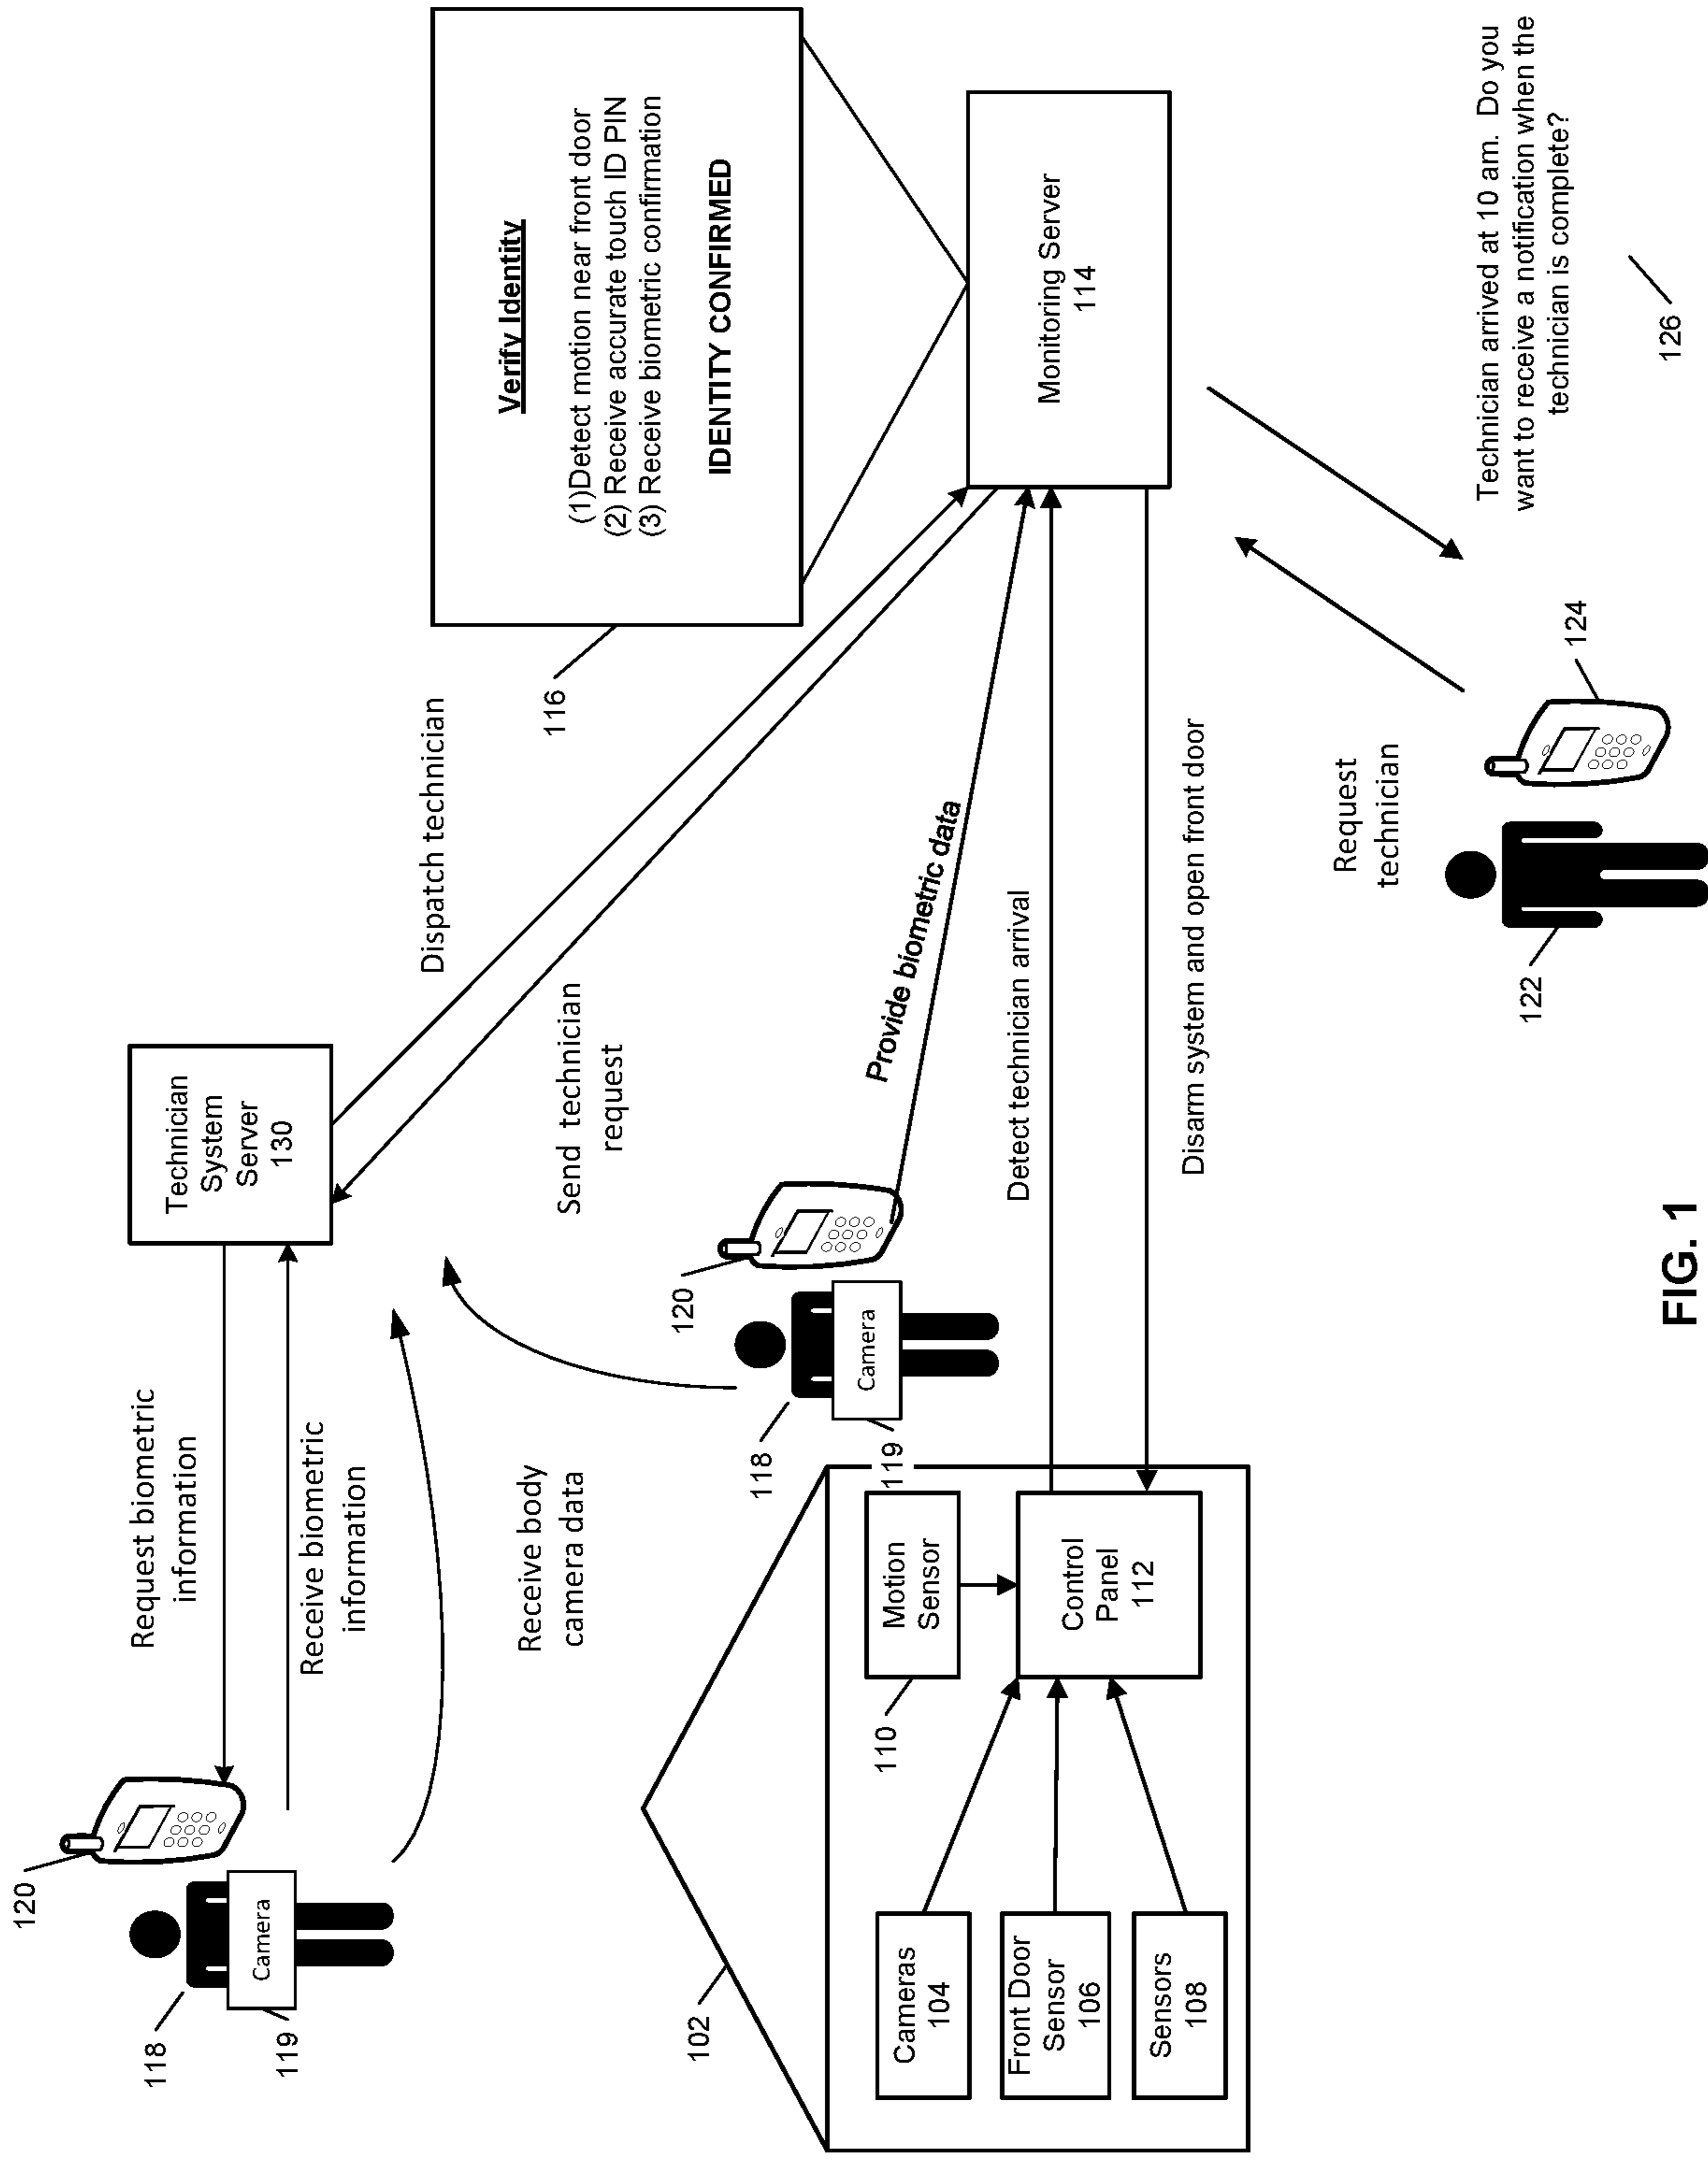 120
118
119
Camera
Request biometric
information
Receive biometric
information
Technician
System
Server
130
Receive body
camera data
Send technician
request
Dispatch technician
116
Verify Identity
(1)Detect motion near front door
(2) Receive accurate touch ID PIN
(3) Receive biometric confirmation
IDENTITY CONFIRMED
102
120
118
119
Camera
Provide biometric data
110
Motion
Sensor
Cameras
104
Front Door
Sensor
106
Sensors
108
Control
Panel
112
Detect technician arrival
Disarm system and open front door
Monitoring Server
114
Request
technician
122
124
Technician arrived at 10 am. Do you
want to receive a notification when the
technician is complete?
126
FIG. 1